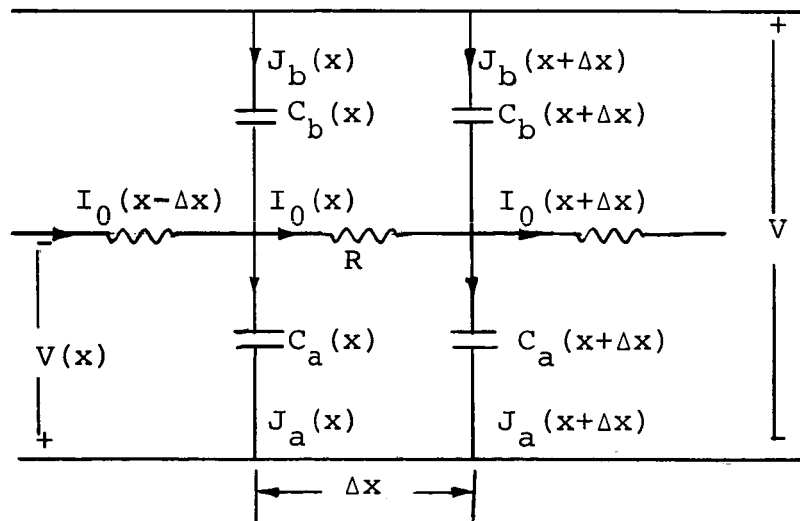 +
J_b(x) J_b(x+Δx)
C_b(x) C_b(x+Δx)
I_0(x-Δx) I_0(x) I_0(x+Δx)
V
-
R
V(x)
C_a(x) C_a(x+Δx)
J_a(x) J_a(x+Δx)
+ -
Δx